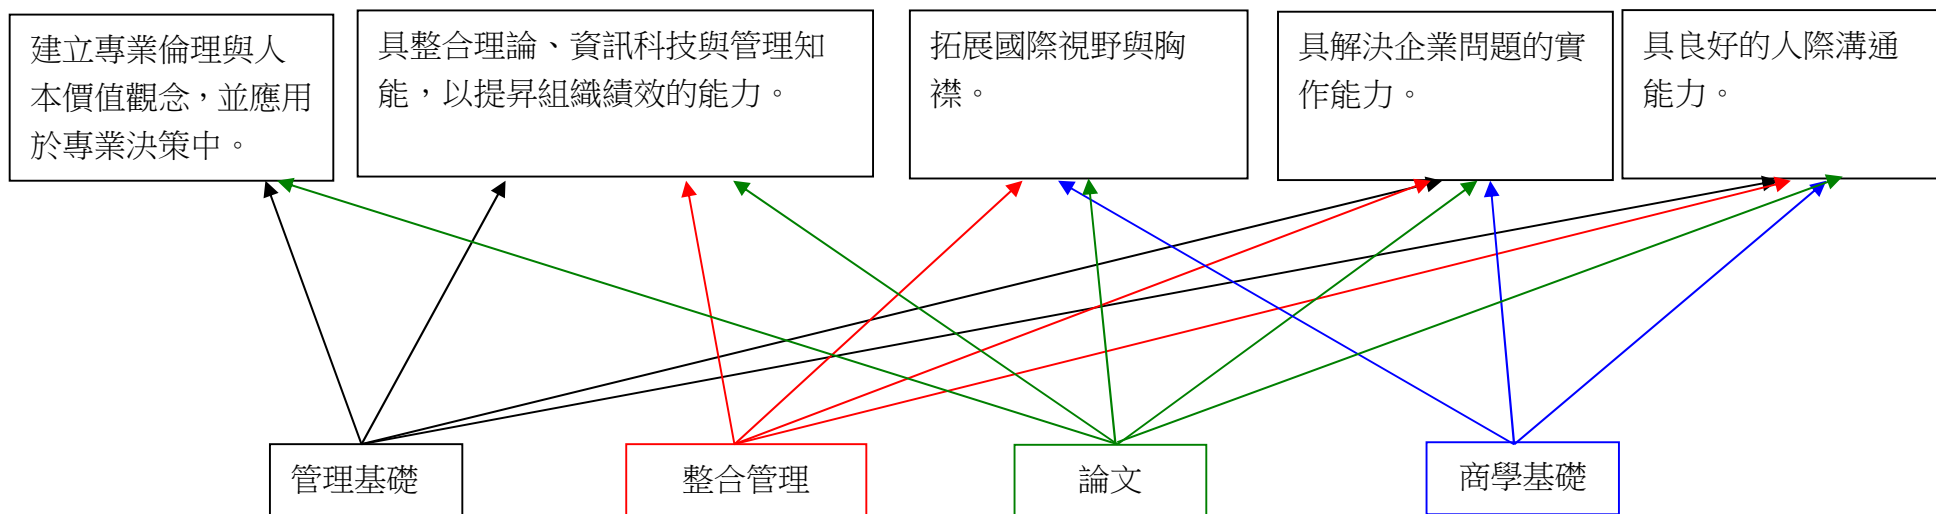 建立專業倫理與人
本價值觀念，並應用
於專業決策中。
具整合理論、資訊科技與管理知
能，以提昇組織績效的能力。
拓展國際視野與胸
襟。
具解決企業問題的實
作能力。
具良好的人際溝通
能力。
管理基礎
整合管理
論文
商學基礎